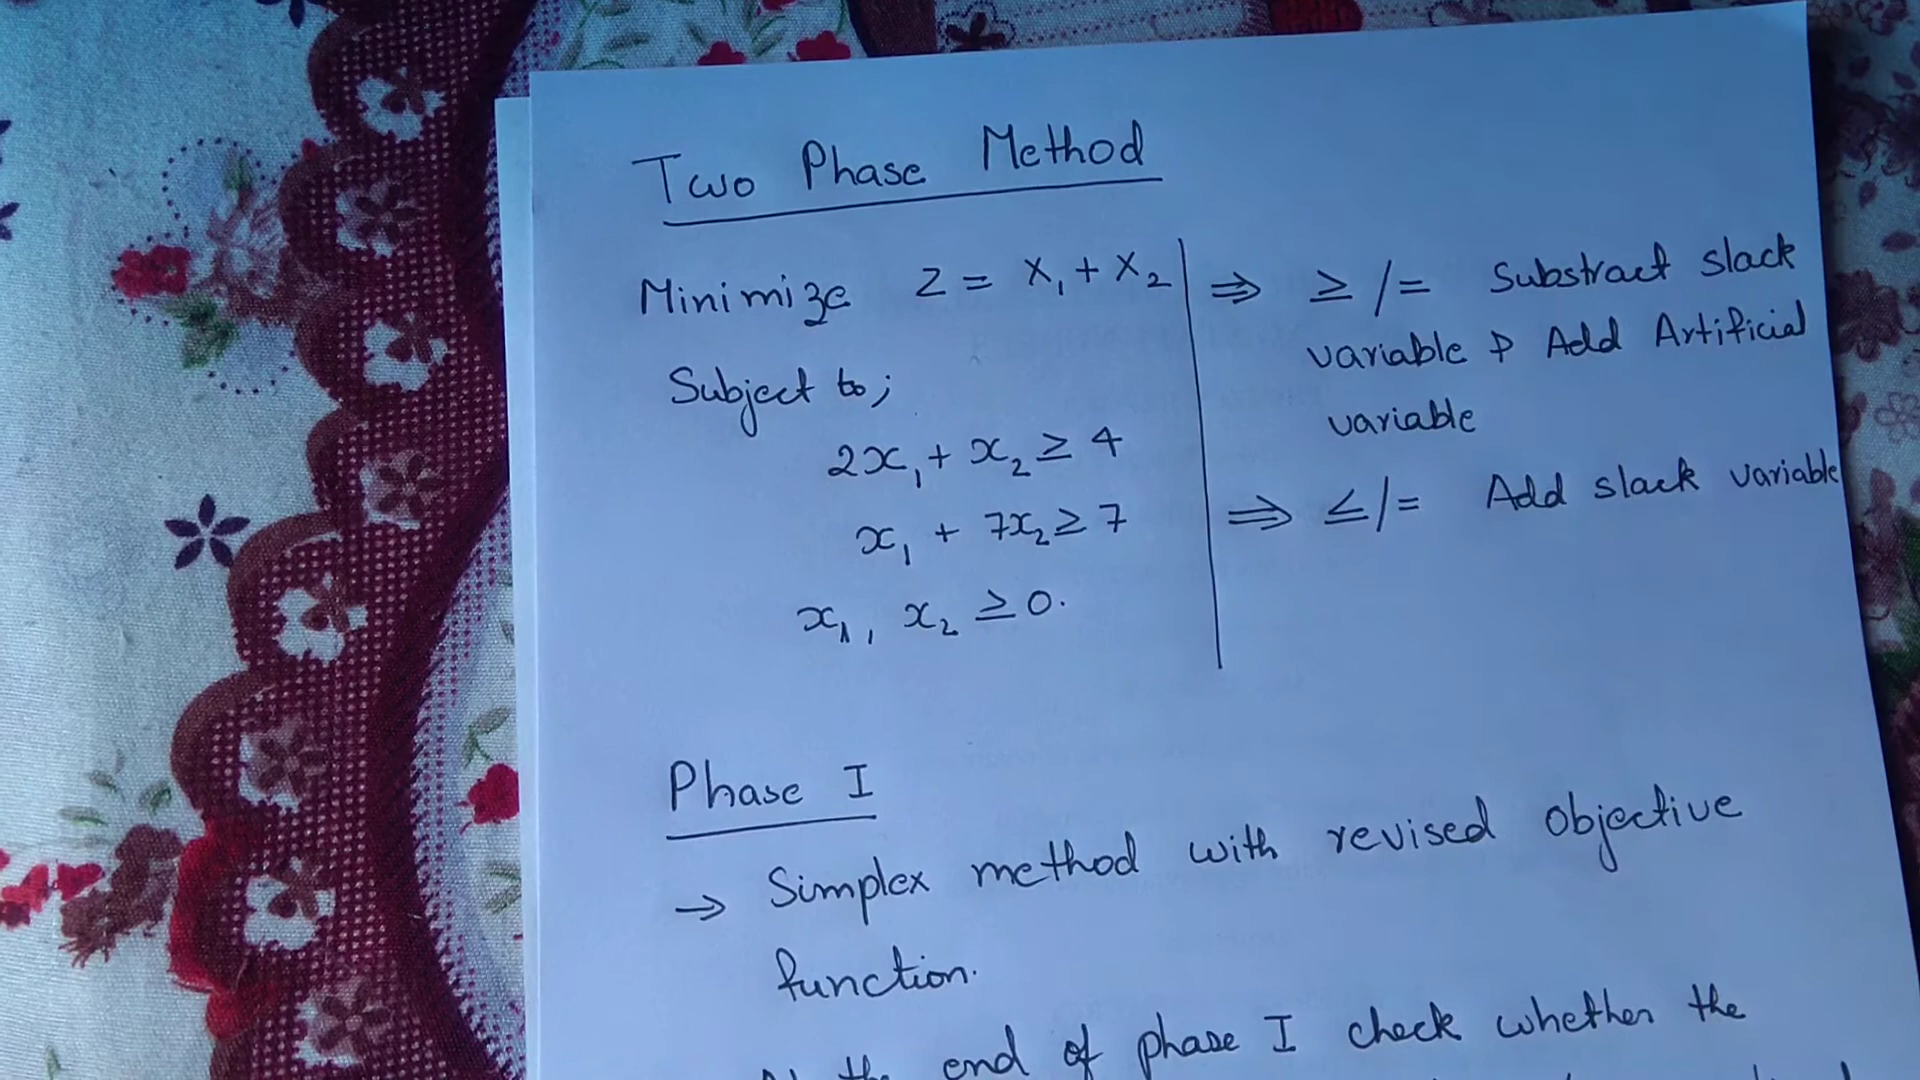 Two Phase Method
Minimize Z = x₁ + x₂
Subject to;
2x₁ + x₂ ≥ 4
x₁ + 7x₂ ≥ 7
x₁, x₂ ≥ 0.
⇒ ≥ /= Substract slack
variable & Add Artificial
variable
⇒ ≤ /= Add slack variable
Phase I
→ Simplex method with revised objective
function.
the end of phase I check whether the